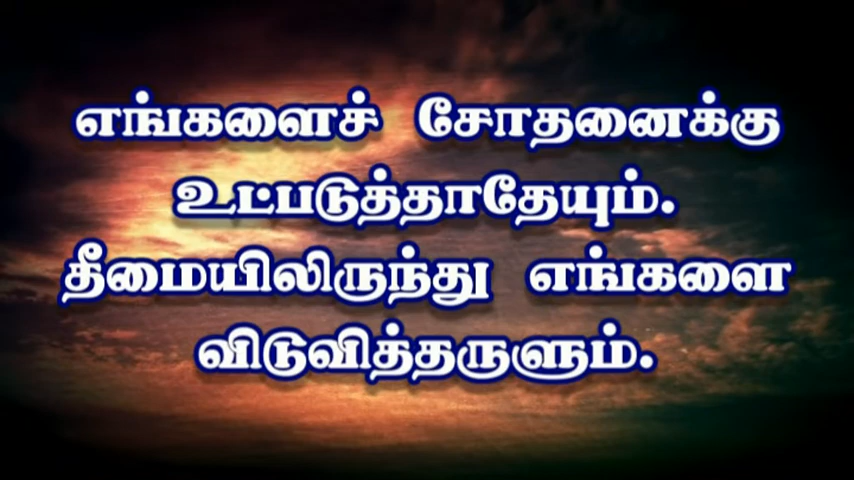 எங்களைச் சோதனைக்கு
உட்படுத்தாதேயும்.
தீமையிலிருந்து எங்களை
விடுவித்தருளும்.